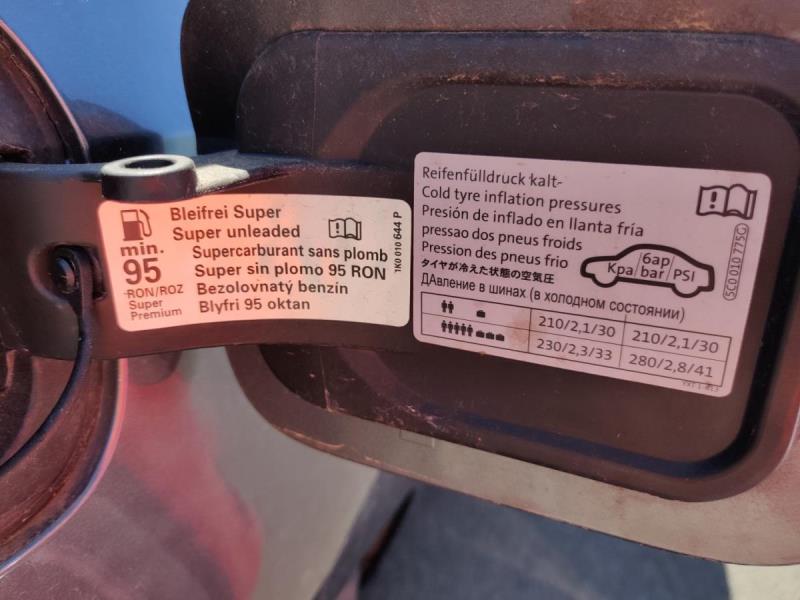 Bleifrei Super
Super unleaded
Supercarburant sans plomb
Super sin plomo 95 RON
Bezolovnatý benzín
Blyfri 95 oktan
min.
95
RON/ROZ
Super
Premium
1K0 010 644 P
Reifenfülldruck kalt-
Cold tyre inflation pressures
Presión de inflado en llanta fría
pressao dos pneus froids
Pression des pneus frio
タイヤが冷えた状態の空気圧
ДАвление в шинах (в холодном состоянии)
Kpa бар bar PSI
5C0 010 775G
210/2,1/30 210/2,1/30
230/2,3/33 280/2,8/41